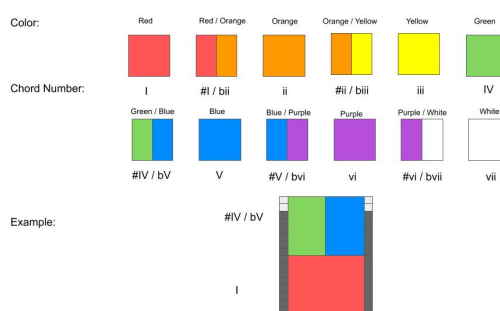 Color:
Red
Red / Orange
Orange
Orange / Yellow
Yellow
Green
Chord Number:
I
#I / bii
ii
#ii / biii
iii
IV
Green / Blue
Blue
Blue / Purple
Purple
Purple / White
White
#IV / bV
V
#V / bvi
vi
#vi / bvii
vii
Example:
#IV / bV
I